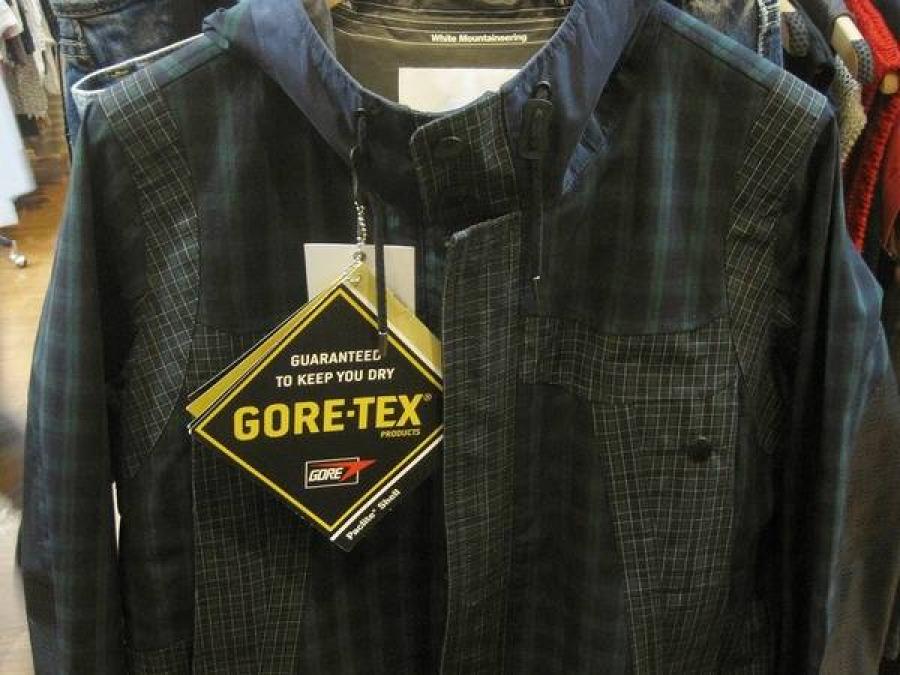 White Mountaineering
GUARANTEED
TO KEEP YOU DRY
GORE-TEX®
PRODUCTS
GORE
Paclite® Shell